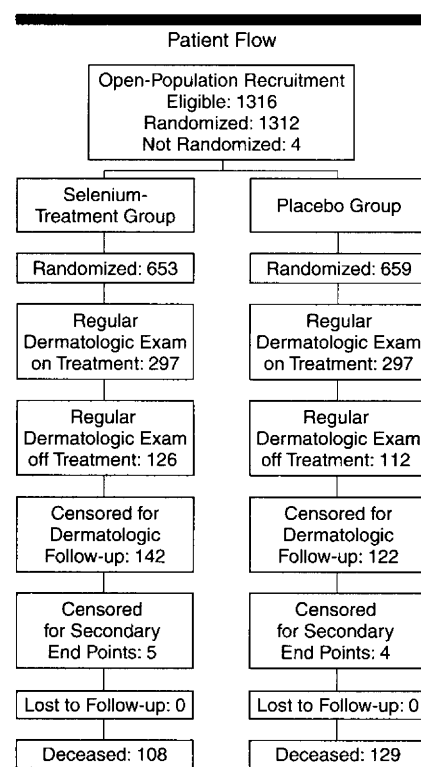 Patient Flow
Open-Population Recruitment
Eligible: 1316
Randomized: 1312
Not Randomized: 4
Selenium-
Treatment Group
Randomized: 653
Regular
Dermatologic Exam
on Treatment: 297
Regular
Dermatologic Exam
off Treatment: 126
Censored for
Dermatologic
Follow-up: 142
Censored
for Secondary
End Points: 5
Lost to Follow-up: 0
Deceased: 108
Placebo Group
Randomized: 659
Regular
Dermatologic Exam
on Treatment: 297
Regular
Dermatologic Exam
off Treatment: 112
Censored for
Dermatologic
Follow-up: 122
Censored
for Secondary
End Points: 4
Lost to Follow-up: 0
Deceased: 129